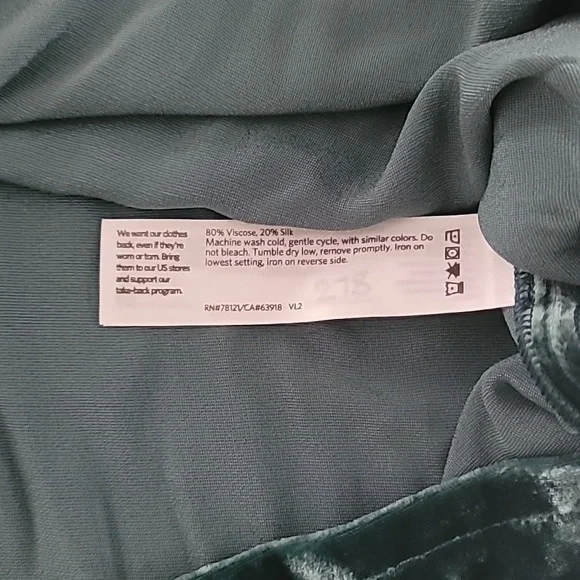 We want our clothes
back, even if they're
worn or torn. Bring
them to our US stores
and support our
take-back program.
80% Viscose, 20% Silk
Machine wash cold, gentle cycle, with similar colors. Do
not bleach. Tumble dry low, remove promptly. Iron on
lowest setting, iron on reverse side.
RN#78121/CA#63918 VL2